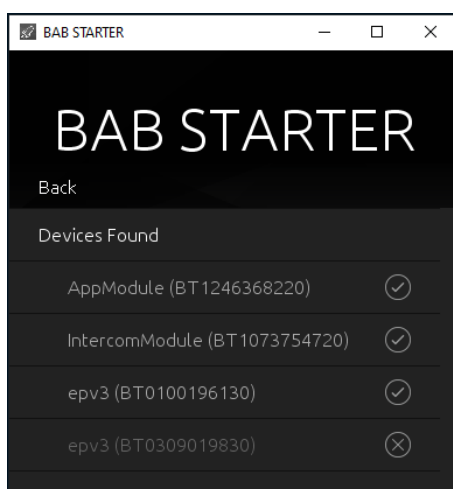 BAB STARTER
BAB STARTER
Back
Devices Found
AppModule (BT1246368220)
IntercomModule (BT1073754720)
epv3 (BT0100196130)
epv3 (BT0309019830)